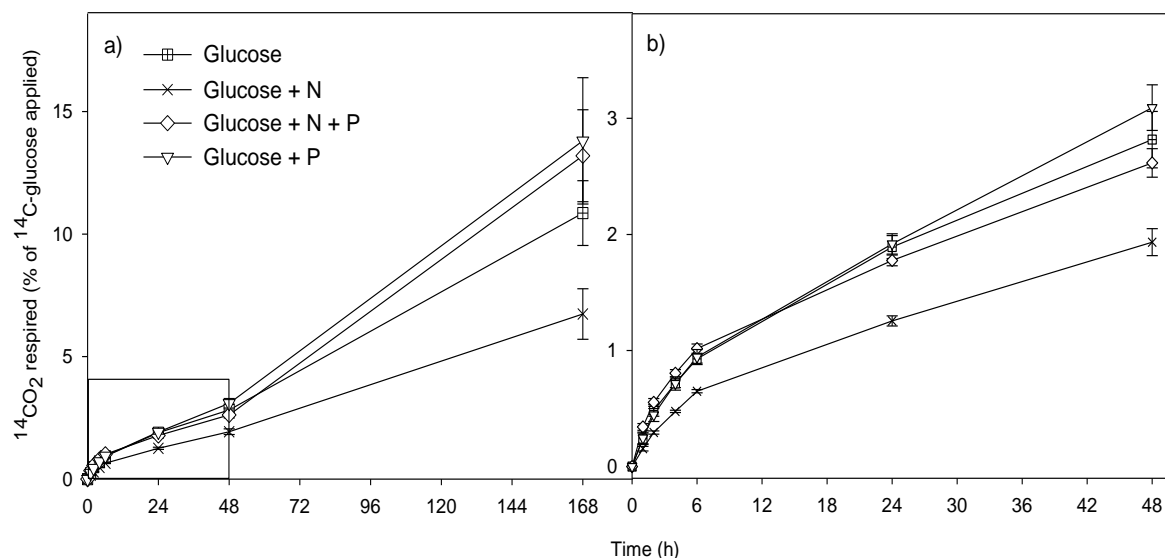 a)
Glucose
Glucose + N
Glucose + N + P
Glucose + P
b)
¹⁴CO₂ respired (% of ¹⁴C-glucose applied)
15
10
5
0
3
2
1
0
0 24 48 72 96 120 144 168
0 6 12 18 24 30 36 42 48
Time (h)